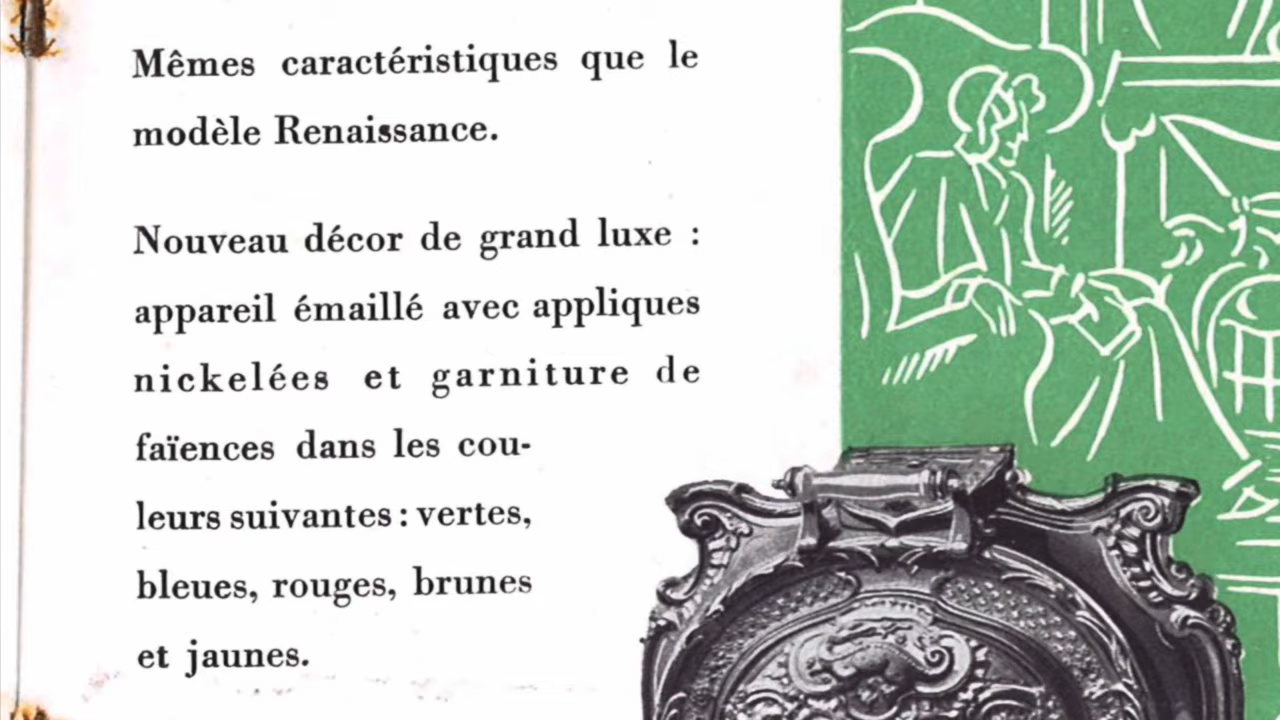 Mêmes caractéristiques que le
modèle Renaissance.
Nouveau décor de grand luxe :
appareil émaillé avec appliques
nickelées et garniture de
faïences dans les cou-
leurs suivantes : vertes,
bleues, rouges, brunes
et jaunes.